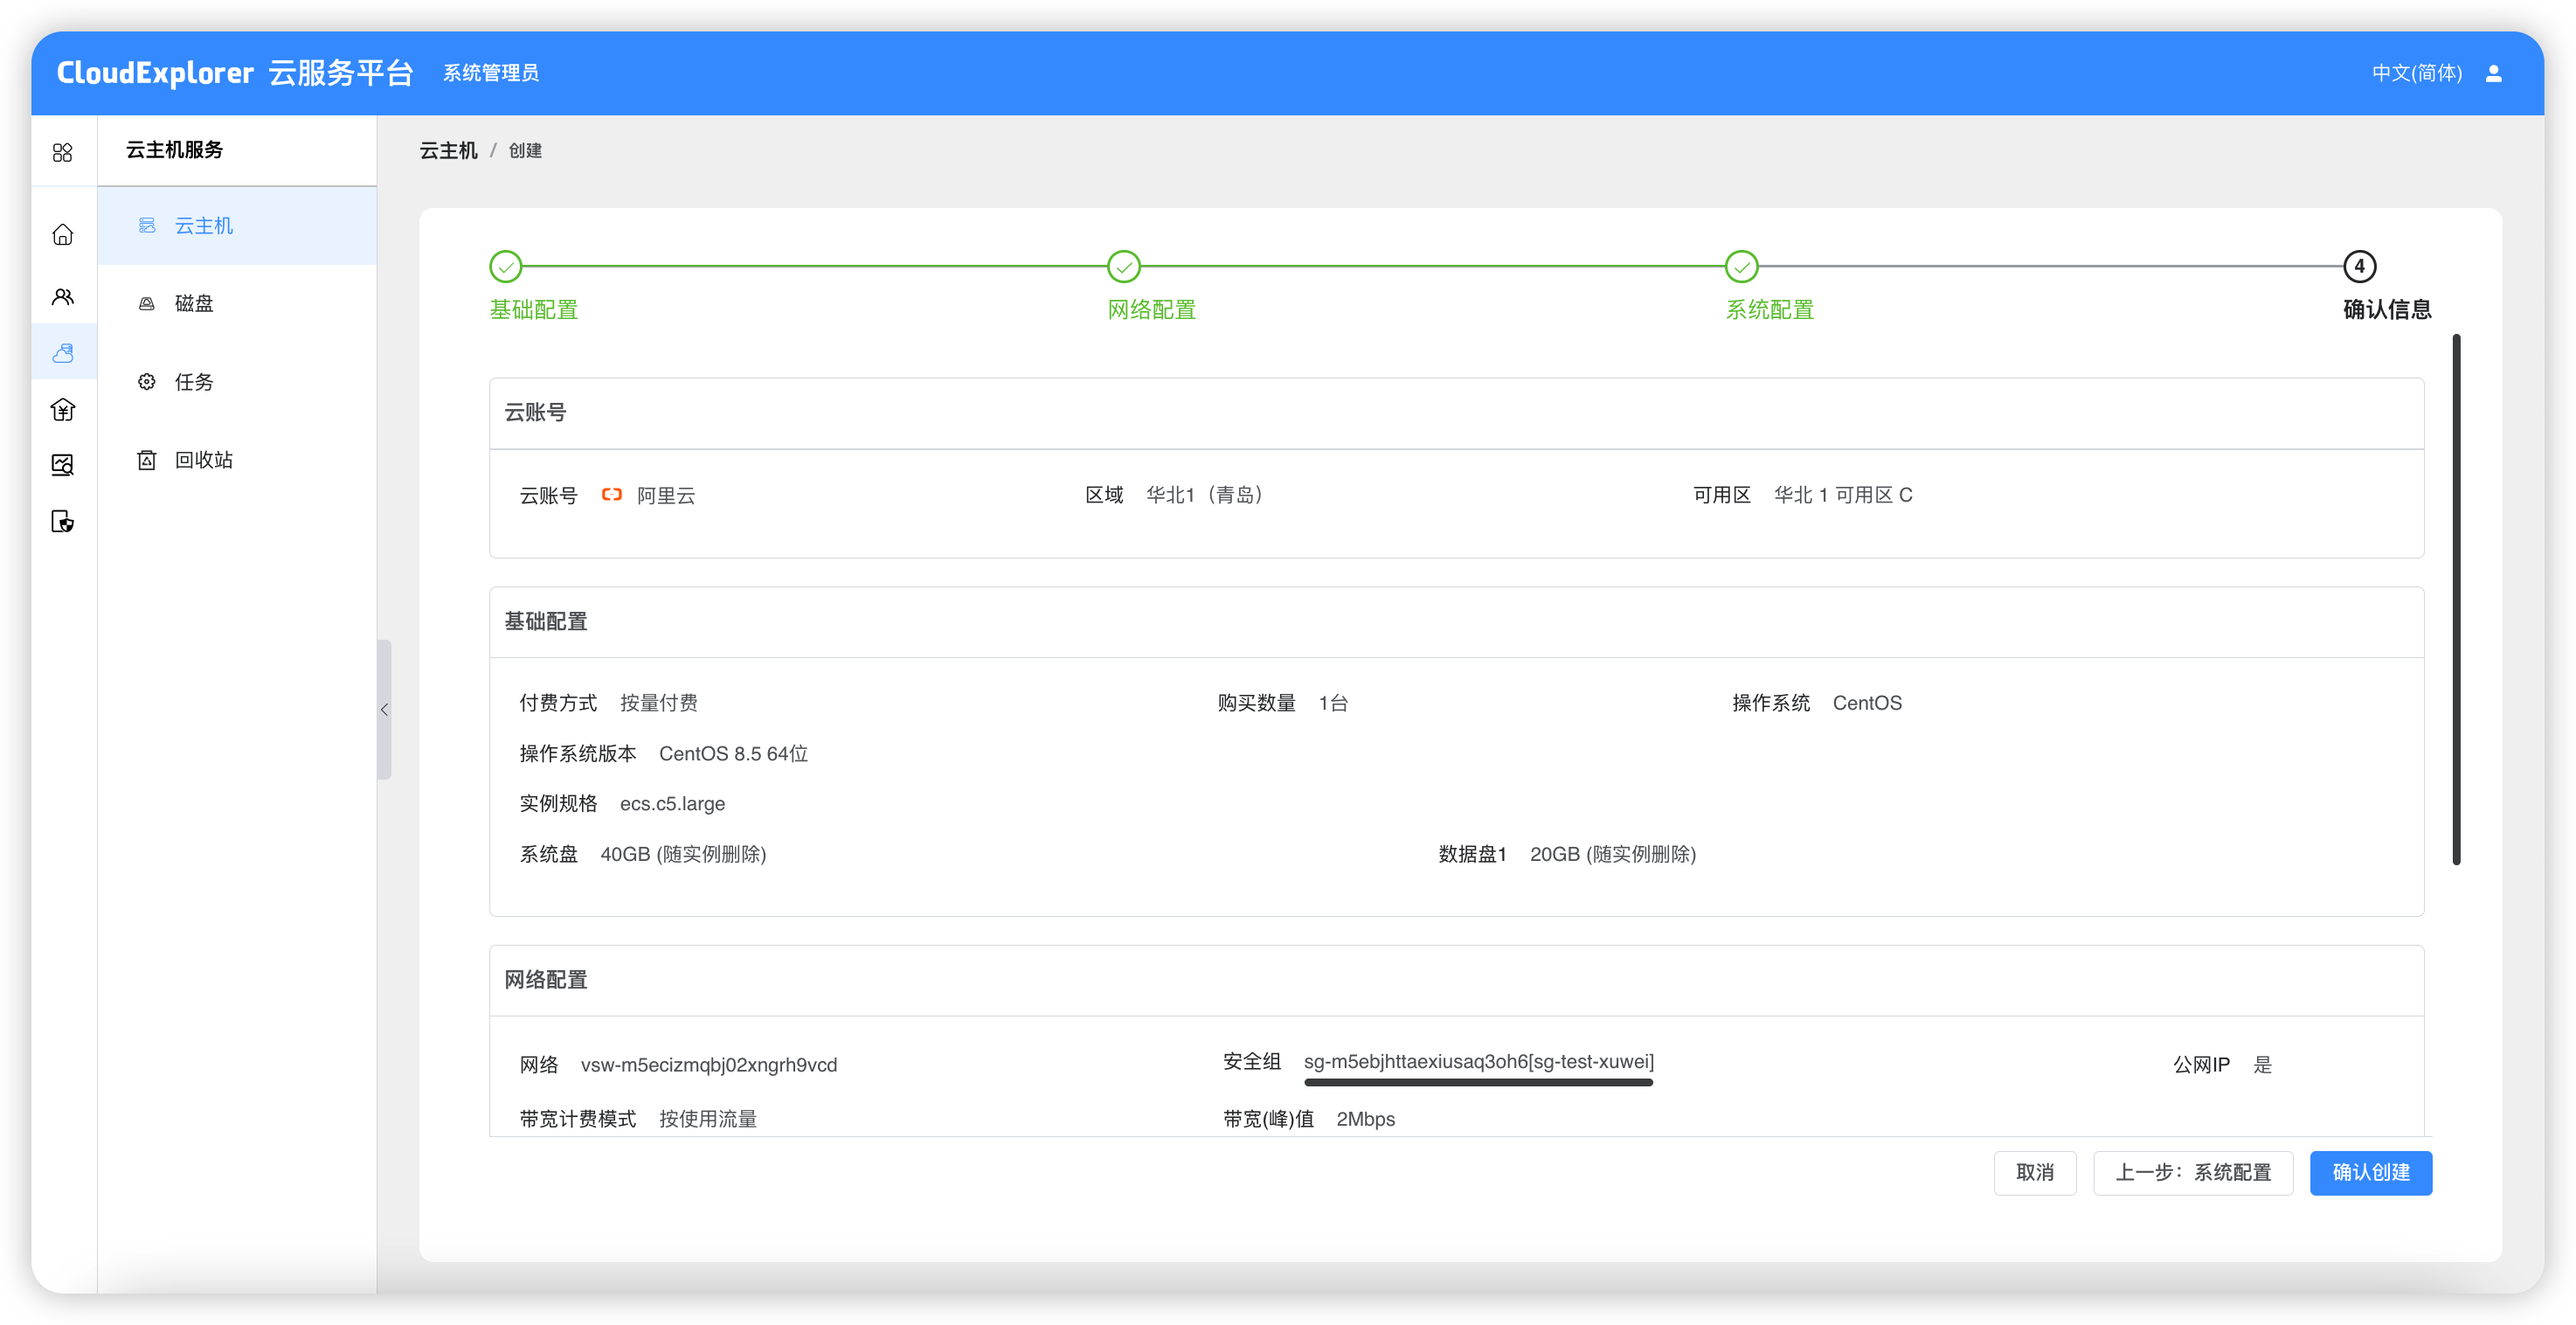 CloudExplorer 云服务平台 系统管理员 中文(简体)
云主机服务
云主机
磁盘
任务
回收站
云主机 / 创建
基础配置 网络配置 系统配置 4 确认信息
云账号
云账号 阿里云 区域 华北1（青岛） 可用区 华北 1 可用区 C
基础配置
付费方式 按量付费 购买数量 1台 操作系统 CentOS
操作系统版本 CentOS 8.5 64位
实例规格 ecs.c5.large
系统盘 40GB (随实例删除) 数据盘1 20GB (随实例删除)
网络配置
网络 vsw-m5ecizmqbj02xngrh9vcd 安全组 sg-m5ebjhttaexiusaq3oh6[sg-test-xuwei] 公网IP 是
带宽计费模式 按使用流量 带宽(峰)值 2Mbps
取消 上一步：系统配置 确认创建